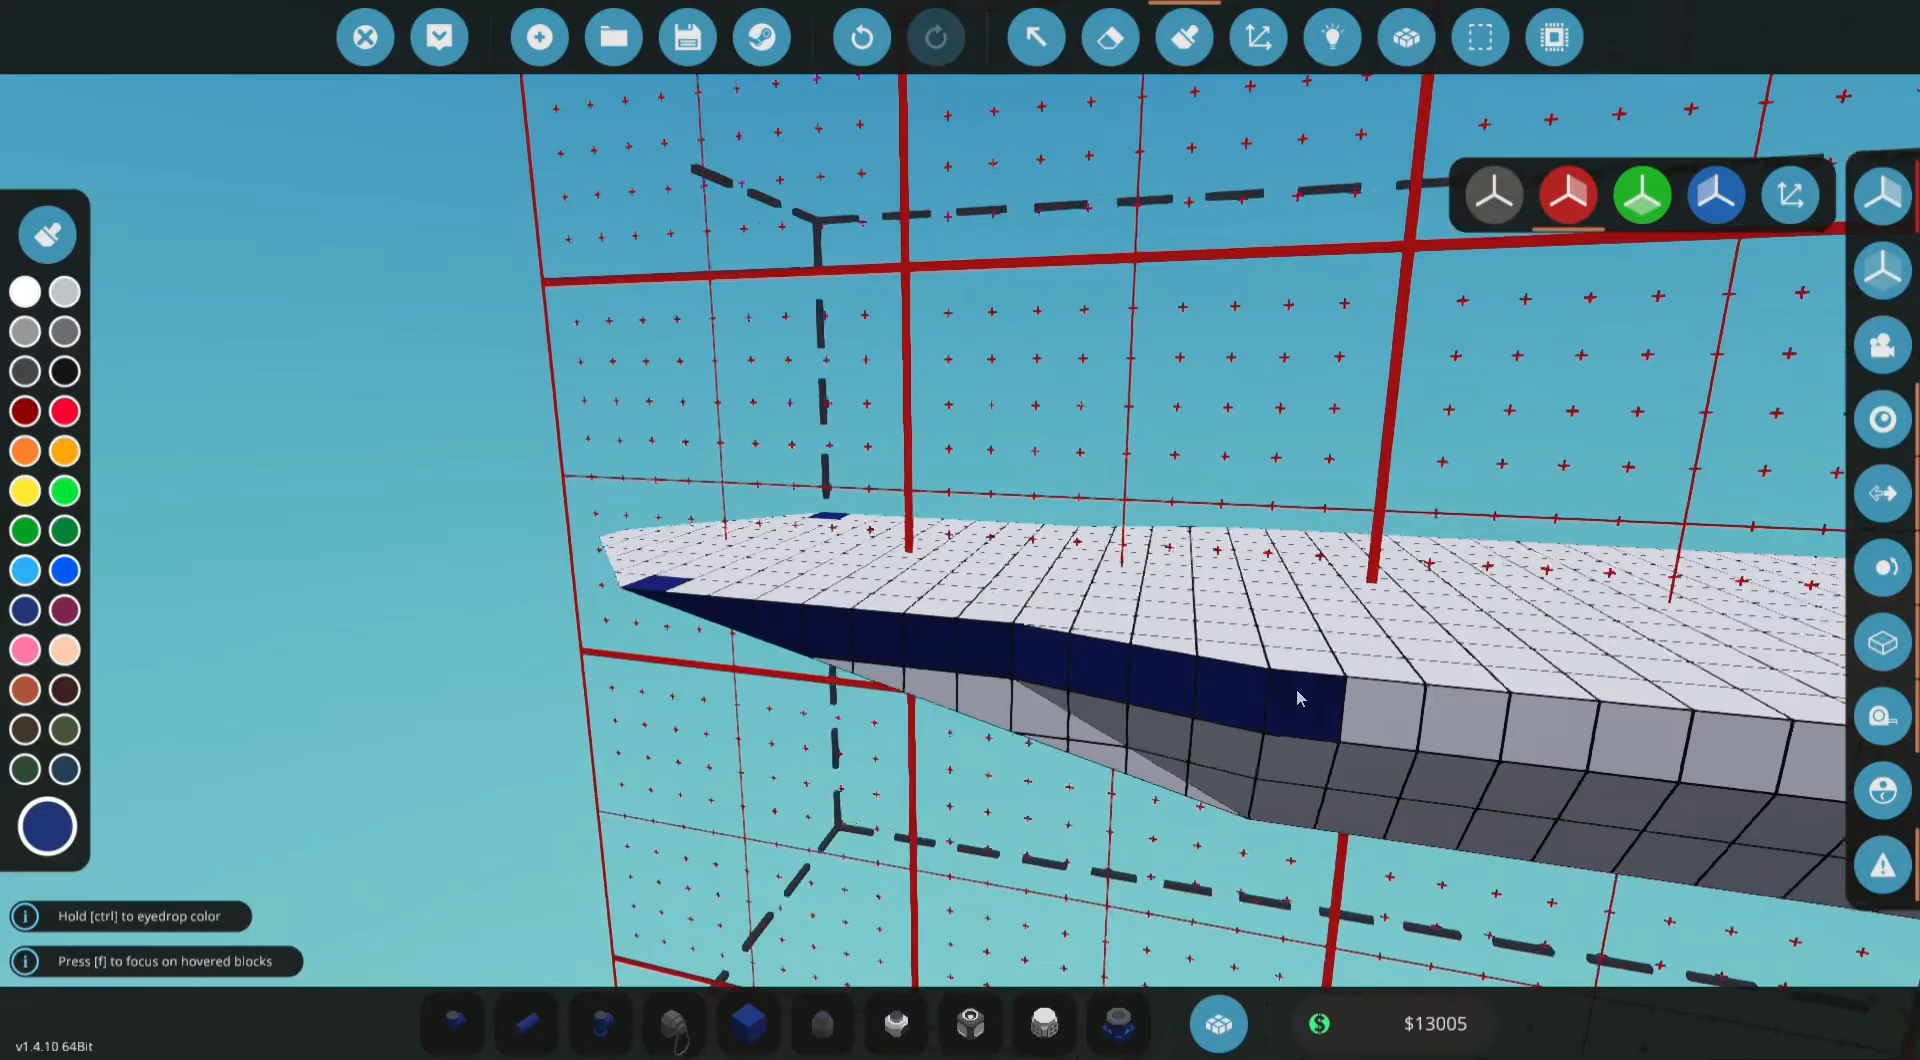 Hold [ctrl] to eyedrop color
Press [f] to focus on hovered blocks
$ $13005
v1.4.10 64Bit